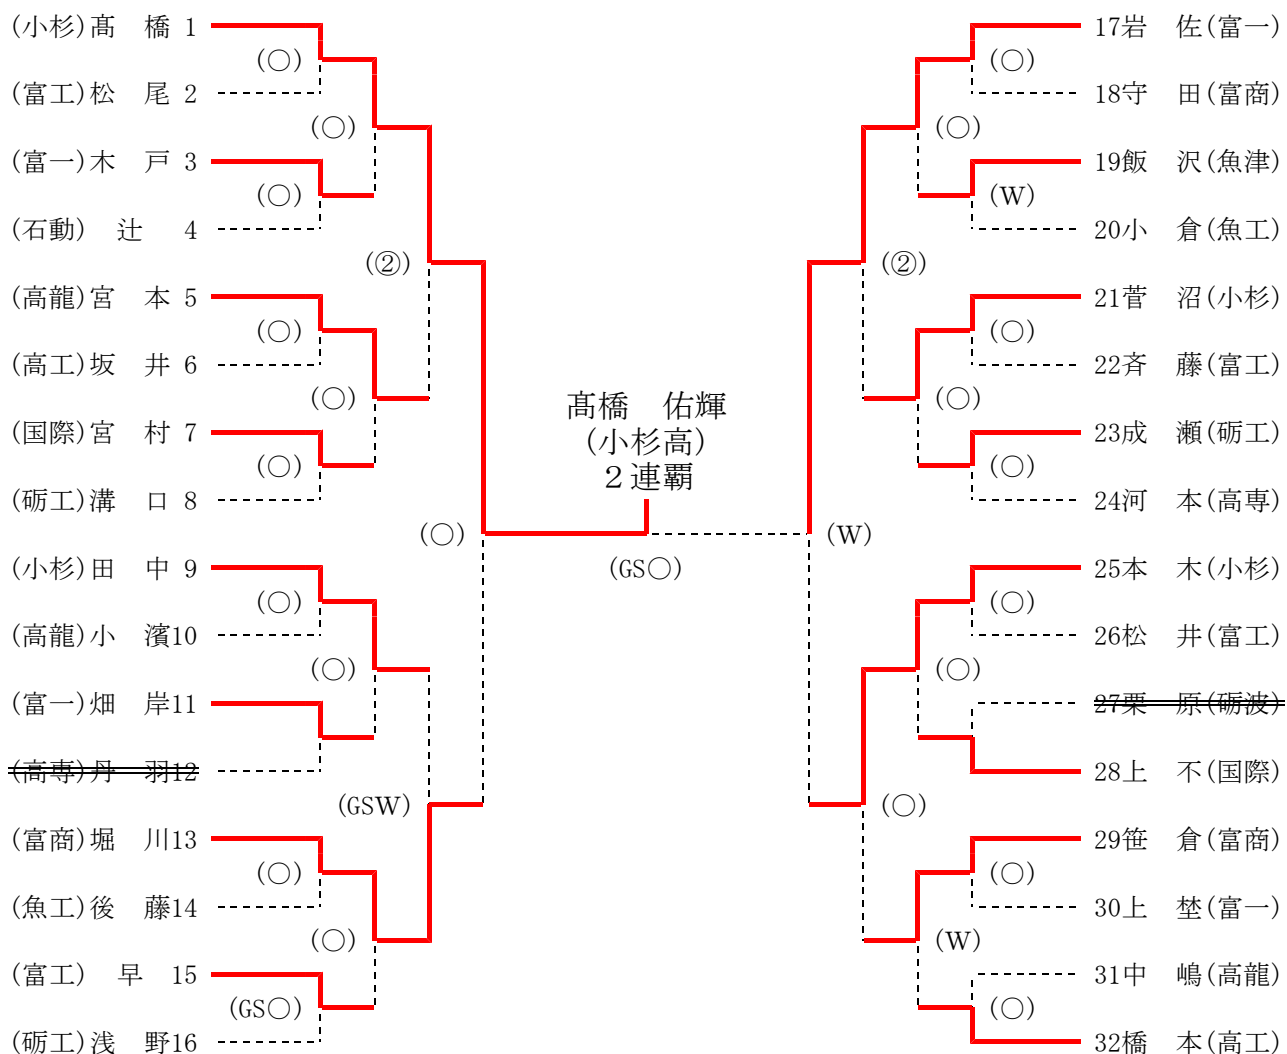 (小杉)髙　橋 1
(〇)
(富工)松　尾 2
(〇)
(富一)木　戸 3
(〇)
(石動)　辻　 4
(②)
(高龍)宮　本 5
(〇)
(高工)坂　井 6
(〇)
(国際)宮　村 7
(〇)
(砺工)溝　口 8
(〇)
(小杉)田　中 9
(〇)
(高龍)小　濱10
(〇)
(富一)畑　岸11
(高専)丹　羽12
(GSW)
(富商)堀　川13
(〇)
(魚工)後　藤14
(〇)
(富工)　早　15
(GS〇)
(砺工)浅　野16
髙橋　佑輝
(小杉高)
２連覇
(GS〇)
17岩　佐(富一)
(〇)
18守　田(富商)
(〇)
19飯　沢(魚津)
(W)
20小　倉(魚工)
(②)
21菅　沼(小杉)
(〇)
22斉　藤(富工)
(〇)
23成　瀬(砺工)
(〇)
24河　本(高専)
(W)
25本　木(小杉)
(〇)
26松　井(富工)
(〇)
27栗　原(砺波)
28上　不(国際)
(〇)
29笹　倉(富商)
(〇)
30上　埜(富一)
(W)
31中　嶋(高龍)
(〇)
32橋　本(高工)